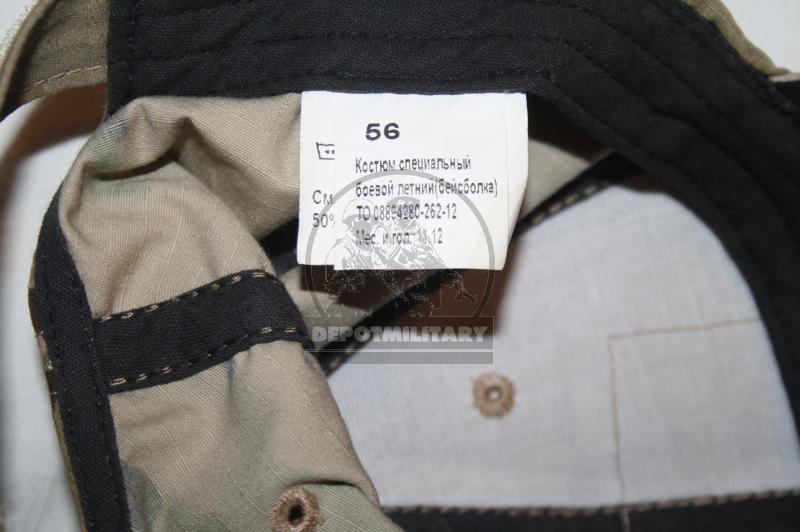 56
Костюм специальный
боевой летний(бейсболка)
ТО 08894280-262-12
Мес. и год.: 11.12
См
50%
DEPOTMILITARY